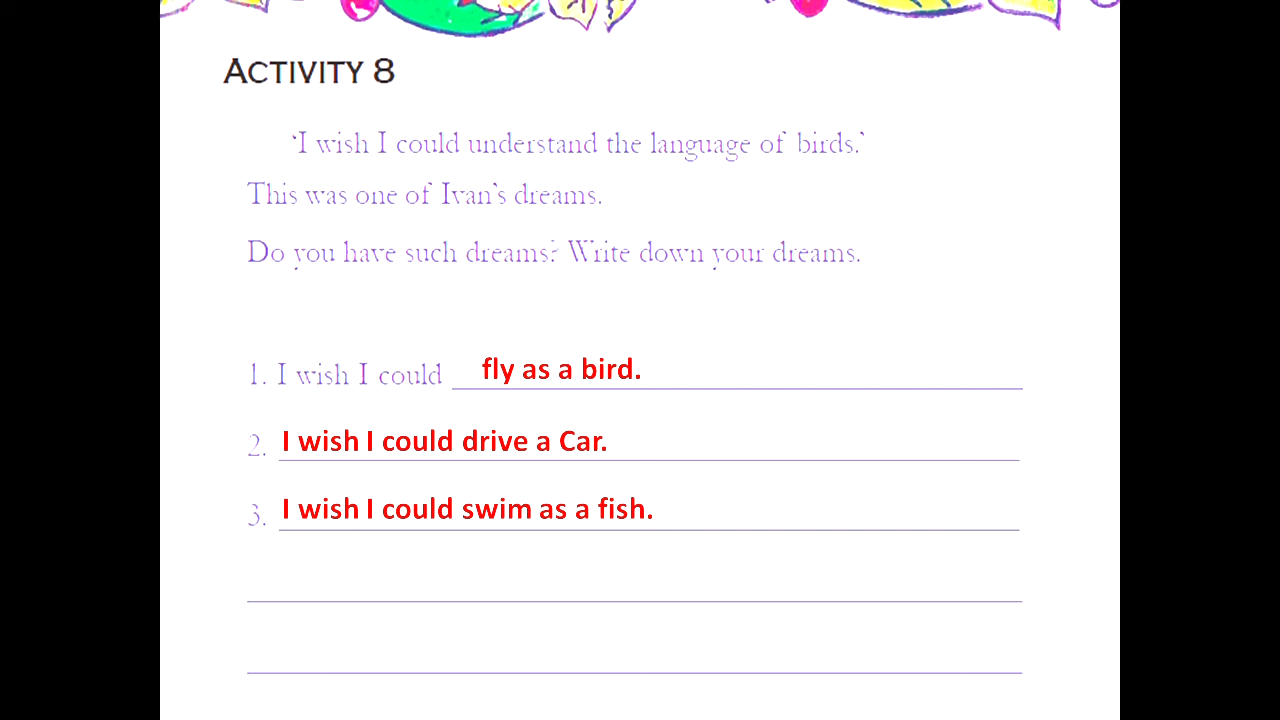 ACTIVITY 8
‘I wish I could understand the language of birds.’
This was one of Ivan’s dreams.
Do you have such dreams? Write down your dreams.
1. I wish I could fly as a bird.
2. I wish I could drive a Car.
3. I wish I could swim as a fish.